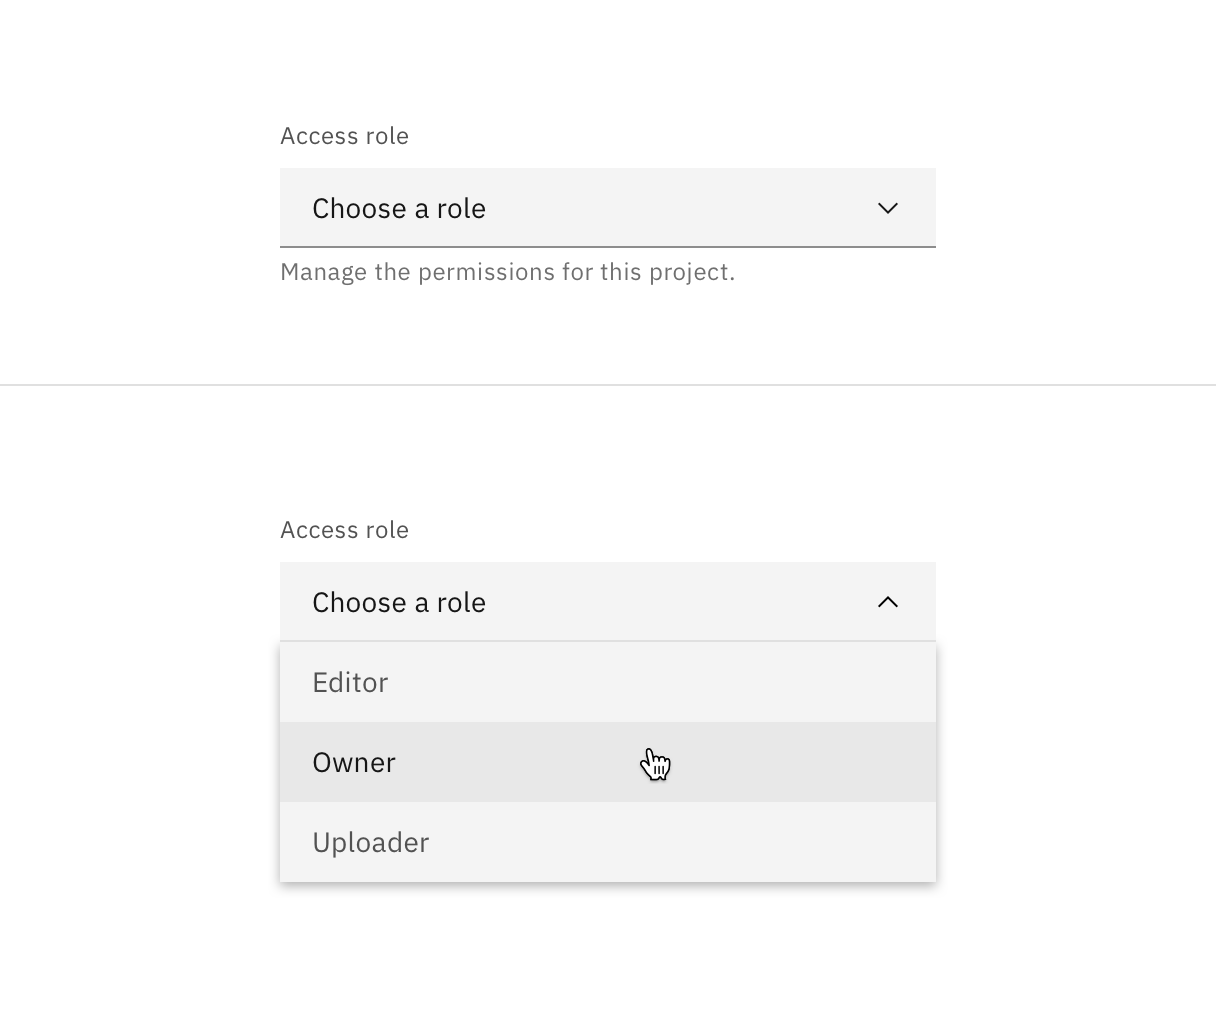 Access role
Choose a role
Manage the permissions for this project.
Access role
Choose a role
Editor
Owner
Uploader